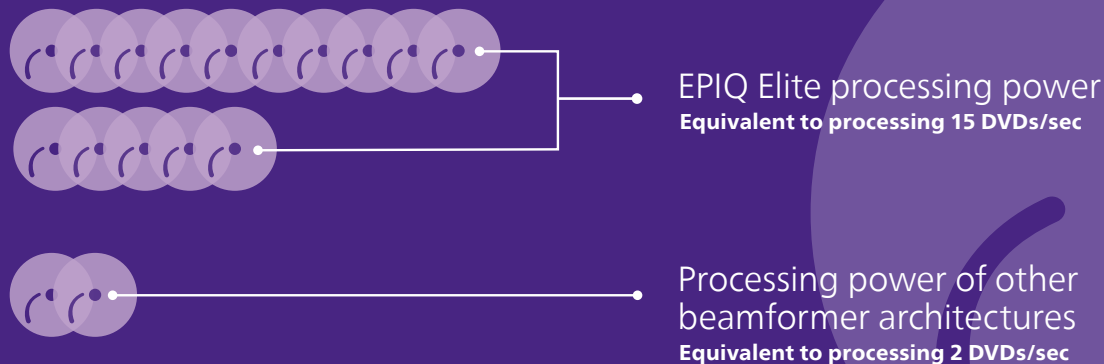 EPIQ Elite processing power
Equivalent to processing 15 DVDs/sec
Processing power of other
beamformer architectures
Equivalent to processing 2 DVDs/sec